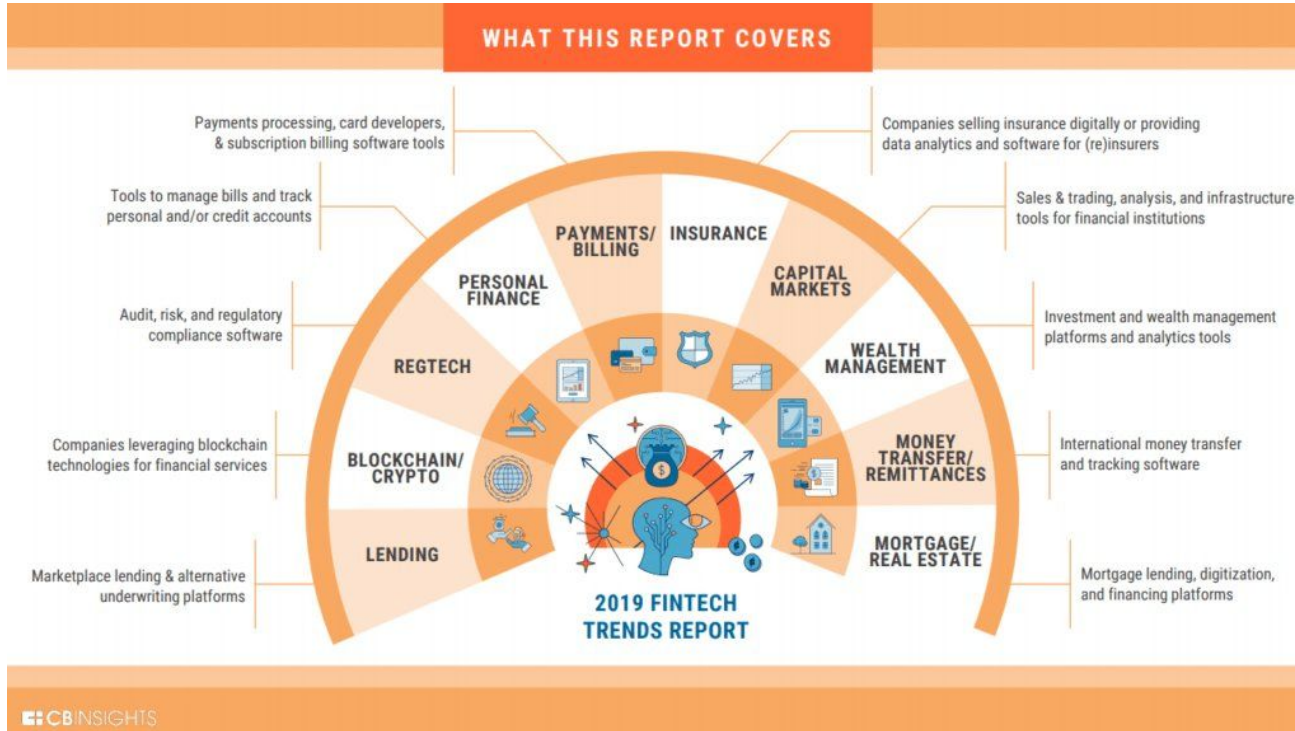 WHAT THIS REPORT COVERS
Payments processing, card developers,
& subscription billing software tools
Companies selling insurance digitally or providing
data analytics and software for (re)insurers
Tools to manage bills and track
personal and/or credit accounts
Sales & trading, analysis, and infrastructure
tools for financial institutions
Audit, risk, and regulatory
compliance software
Investment and wealth management
platforms and analytics tools
Companies leveraging blockchain
technologies for financial services
International money transfer
and tracking software
Marketplace lending & alternative
underwriting platforms
Mortgage lending, digitization,
and financing platforms
LENDING
BLOCKCHAIN/
CRYPTO
REGTECH
PERSONAL
FINANCE
PAYMENTS/
BILLING
INSURANCE
CAPITAL
MARKETS
WEALTH
MANAGEMENT
MONEY
TRANSFER/
REMITTANCES
MORTGAGE/
REAL ESTATE
$
2019 FINTECH
TRENDS REPORT
CBINSIGHTS